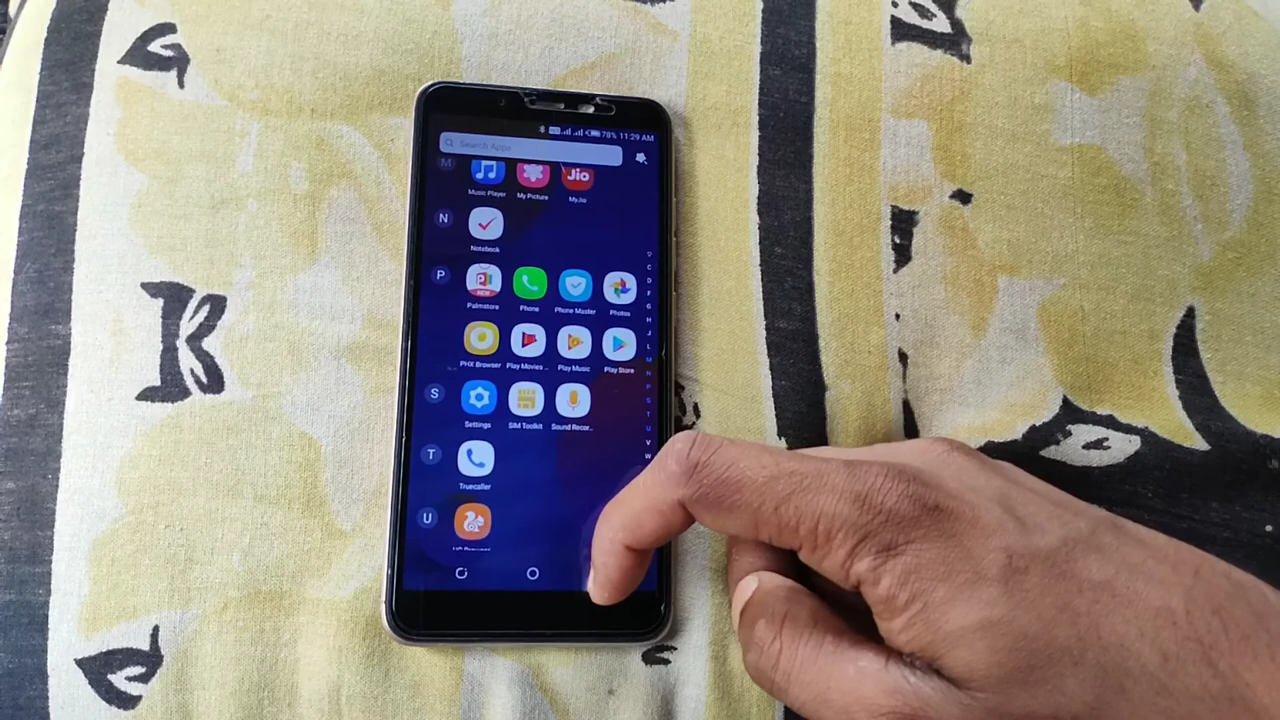 78% 11:29 AM
Search Apps
M
Jio
Music Player My Picture MyJio
N
Notebook
P
Palmstore Phone Phone Master Photos
PHX Browser Play Movies .. Play Music Play Store
S
Settings SIM Toolkit Sound Recor..
T
Truecaller
U
C
D
F
G
H
J
L
M
N
P
S
T
U
V
W